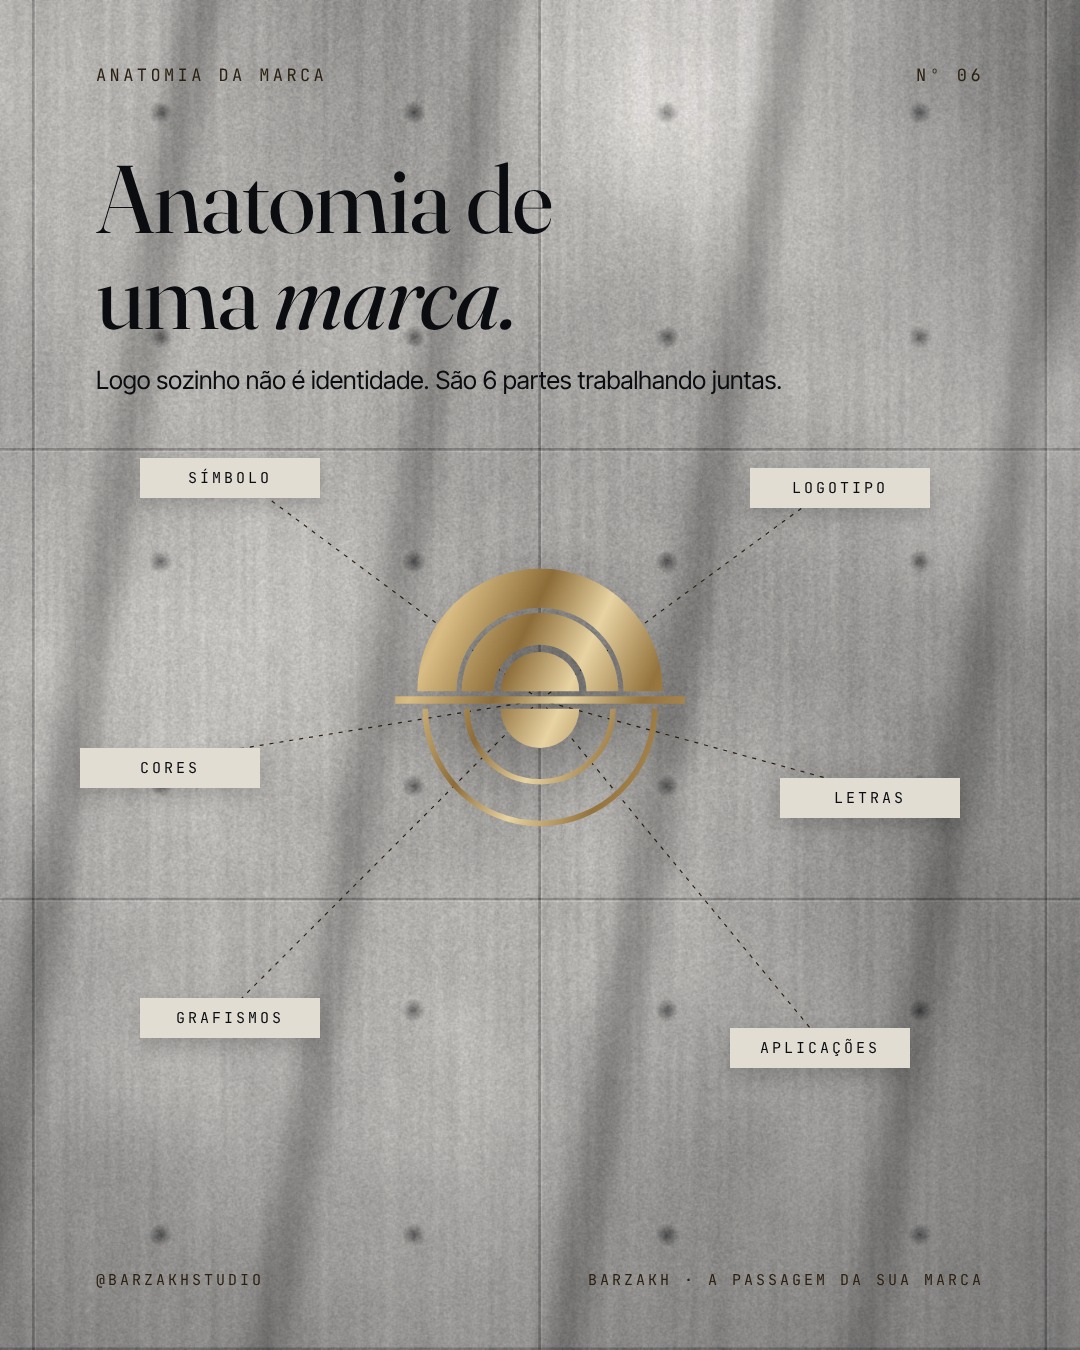 ANATOMIA DA MARCA
N° 06
Anatomia de
uma marca.
Logo sozinho não é identidade. São 6 partes trabalhando juntas.
SÍMBOLO
LOGOTIPO
CORES
LETRAS
GRAFISMOS
APLICAÇÕES
@BARZAKHSTUDIO
BARZAKH · A PASSAGEM DA SUA MARCA